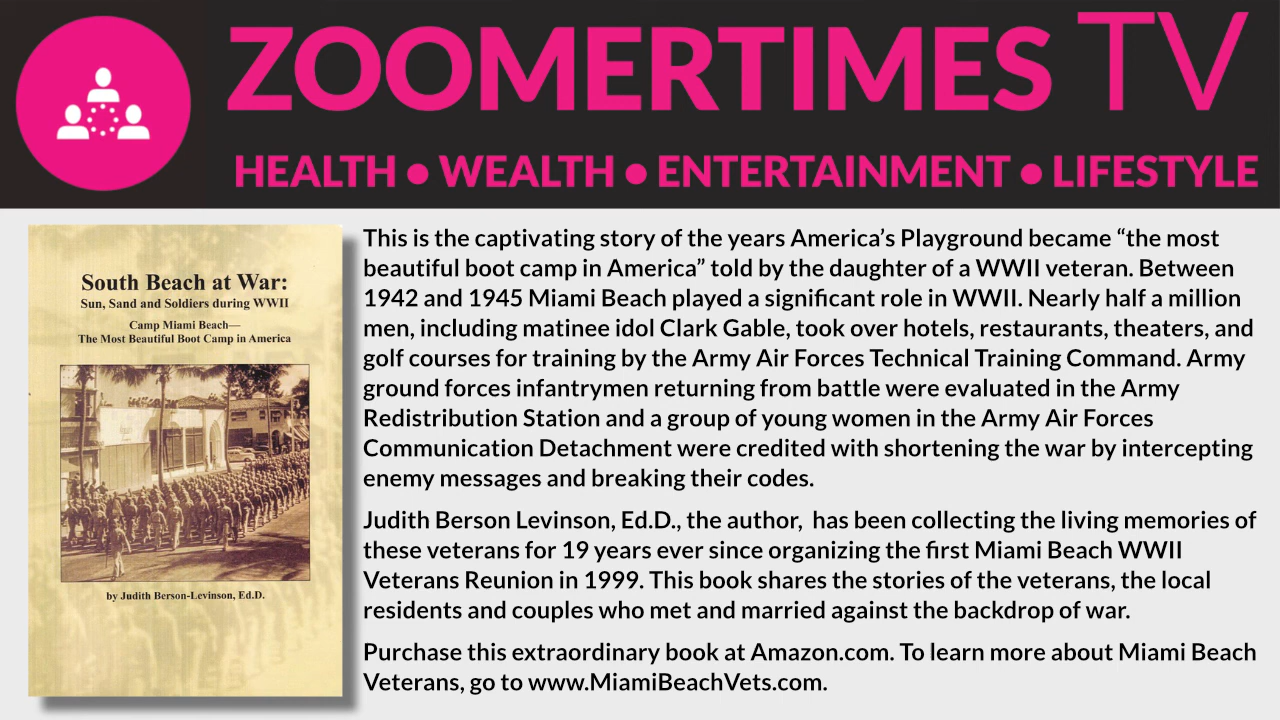 ZOOMERTIMES TV
HEALTH ● WEALTH ● ENTERTAINMENT ● LIFESTYLE
South Beach at War:
Sun, Sand and Soldiers during WWII
Camp Miami Beach—
The Most Beautiful Boot Camp in America
by Judith Berson-Levinson, Ed.D.
This is the captivating story of the years America’s Playground became “the most
beautiful boot camp in America” told by the daughter of a WWII veteran. Between
1942 and 1945 Miami Beach played a significant role in WWII. Nearly half a million
men, including matinee idol Clark Gable, took over hotels, restaurants, theaters, and
golf courses for training by the Army Air Forces Technical Training Command. Army
ground forces infantrymen returning from battle were evaluated in the Army
Redistribution Station and a group of young women in the Army Air Forces
Communication Detachment were credited with shortening the war by intercepting
enemy messages and breaking their codes.
Judith Berson Levinson, Ed.D., the author,  has been collecting the living memories of
these veterans for 19 years ever since organizing the first Miami Beach WWII
Veterans Reunion in 1999. This book shares the stories of the veterans, the local
residents and couples who met and married against the backdrop of war.
Purchase this extraordinary book at Amazon.com. To learn more about Miami Beach
Veterans, go to www.MiamiBeachVets.com.